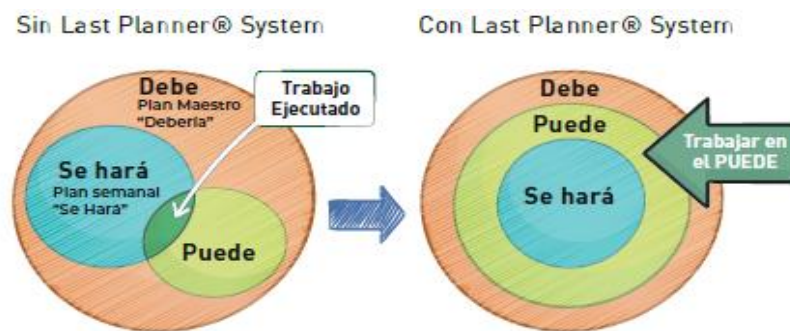 Sin Last Planner® System
Con Last Planner® System
Debe
Plan Maestro
"Debería"
Trabajo
Ejecutado
Se hará
Plan semanal
"Se Hará"
Puede
Debe
Puede
Se hará
Trabajar en
el PUEDE